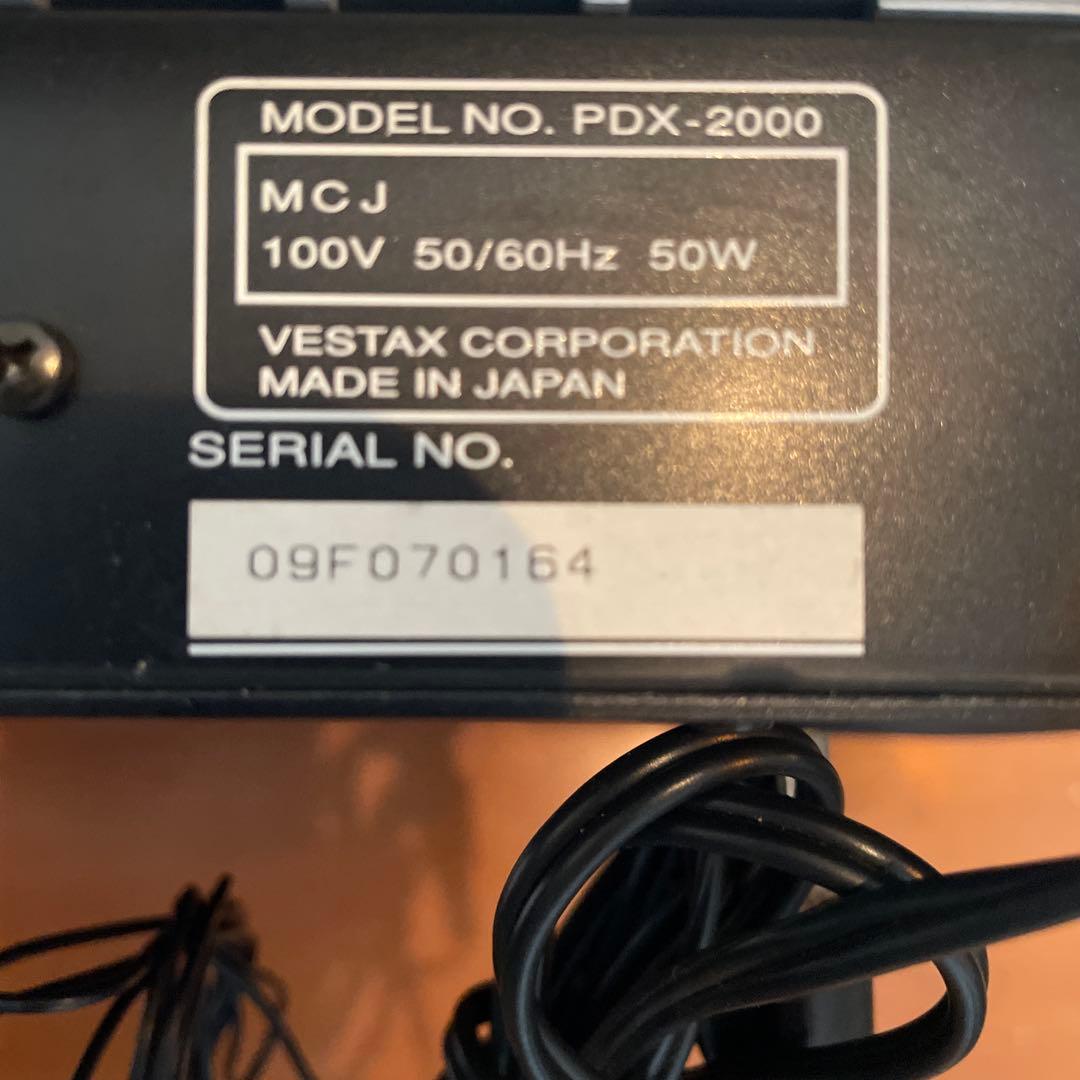 MODEL NO. PDX-2000
MCJ
100V 50/60Hz 50W
VESTAX CORPORATION
MADE IN JAPAN
SERIAL NO.
09F070164